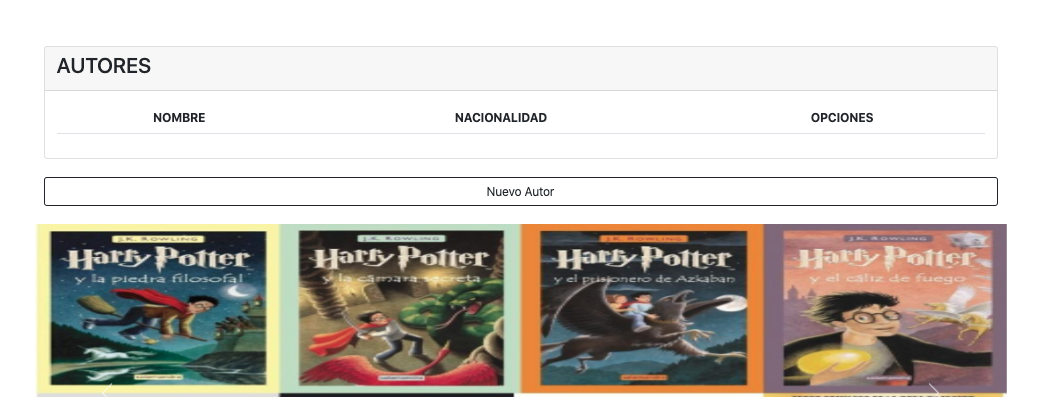 AUTORES
NOMBRE NACIONALIDAD OPCIONES
Nuevo Autor
J.K. ROWLING J.K. ROWLING J.K. ROWLING J.K. ROWLING
Harry Potter Harry Potter Harry Potter Harry Potter
y la piedra filosofal y la cámara secreta y el prisionero de Azkaban y el cáliz de fuego